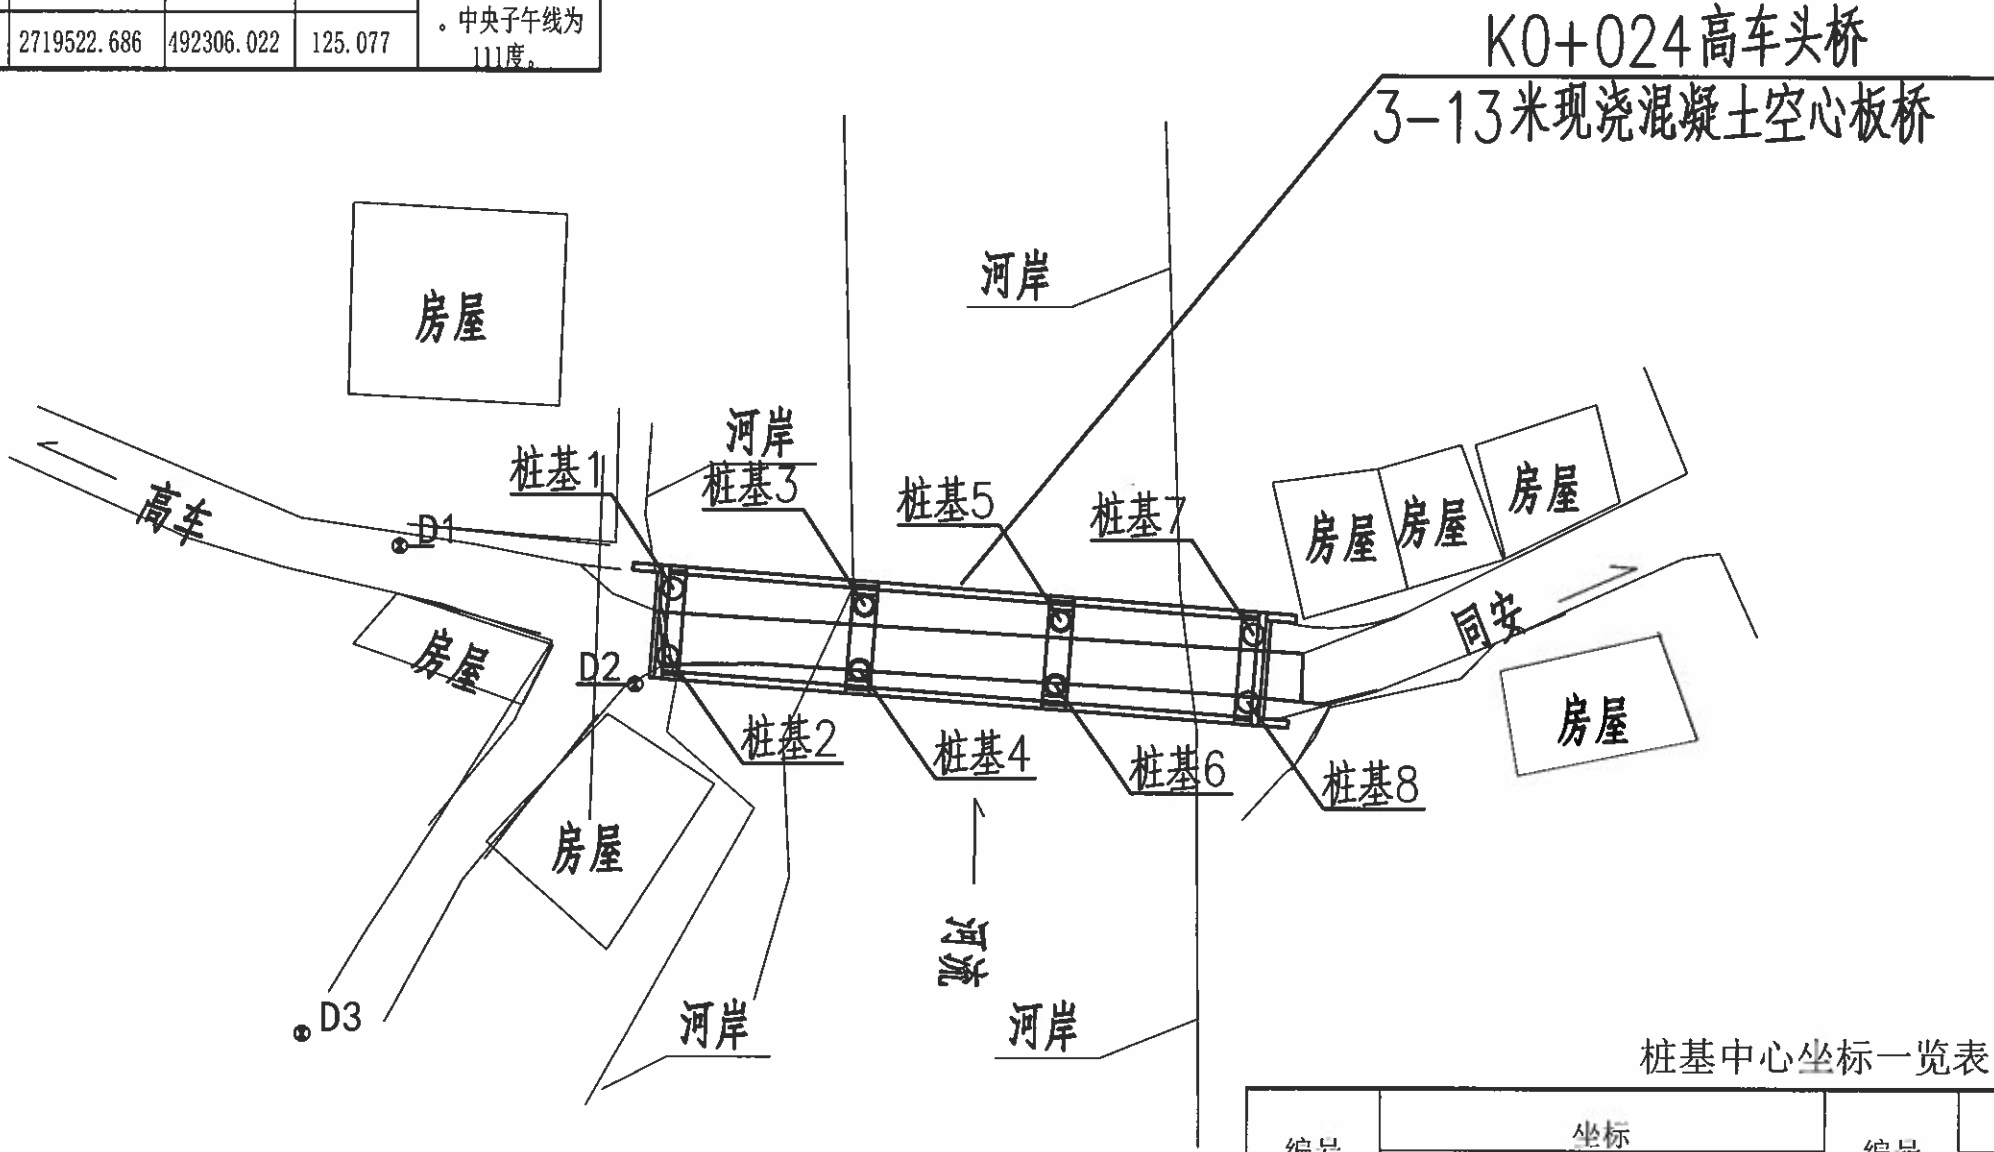 2719522.686 492306.022 125.077
。中央子午线为
111度。
K0+024高车头桥
3-13米现浇混凝土空心板桥
河岸
房屋
河岸
桩基1
桩基3
桩基5
桩基7
房屋
房屋
房屋
高车
D1
同安
房屋
D2
房屋
桩基2
桩基4
桩基6
桩基8
房屋
河流
D3
河岸
河岸
桩基中心坐标一览表
坐标
编号
编号